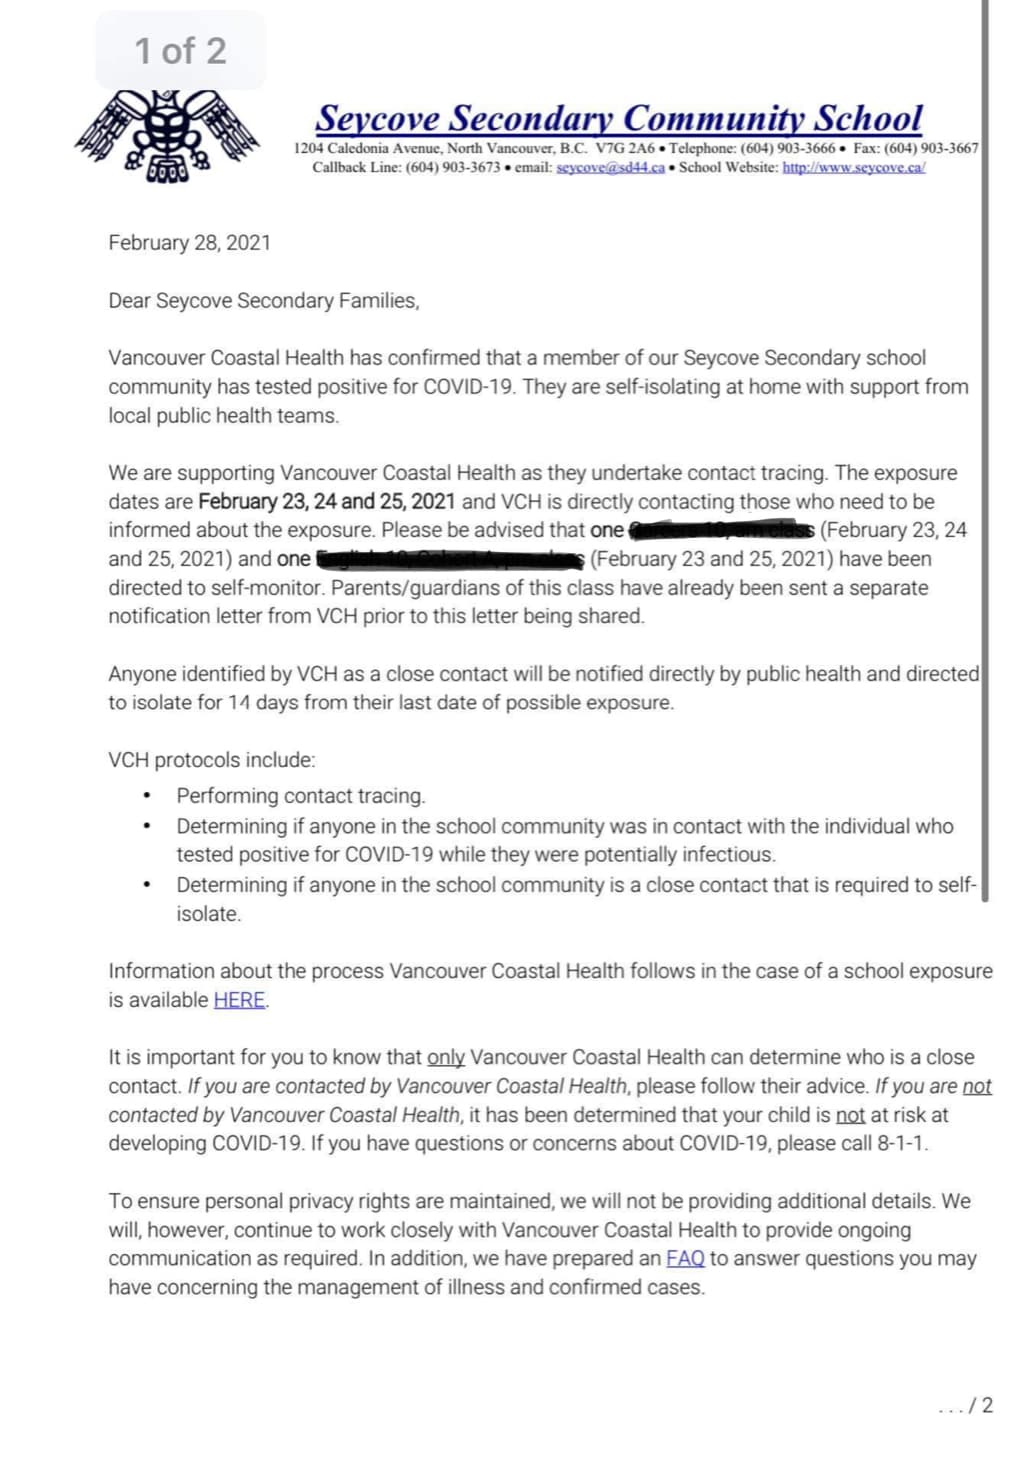 1 of 2
Seycove Secondary Community School
1204 Caledonia Avenue, North Vancouver, B.C. V7G 2A6 • Telephone: (604) 903-3666 • Fax: (604) 903-3667
Callback Line: (604) 903-3673 • email: seycove@sd44.ca • School Website: http://www.seycove.ca/
February 28, 2021
Dear Seycove Secondary Families,
Vancouver Coastal Health has confirmed that a member of our Seycove Secondary school
community has tested positive for COVID-19. They are self-isolating at home with support from
local public health teams.
We are supporting Vancouver Coastal Health as they undertake contact tracing. The exposure
dates are February 23, 24 and 25, 2021 and VCH is directly contacting those who need to be
informed about the exposure. Please be advised that one (February 23, 24
and 25, 2021) and one (February 23 and 25, 2021) have been
directed to self-monitor. Parents/guardians of this class have already been sent a separate
notification letter from VCH prior to this letter being shared.
Anyone identified by VCH as a close contact will be notified directly by public health and directed
to isolate for 14 days from their last date of possible exposure.
VCH protocols include:
• Performing contact tracing.
• Determining if anyone in the school community was in contact with the individual who
tested positive for COVID-19 while they were potentially infectious.
• Determining if anyone in the school community is a close contact that is required to self-
isolate.
Information about the process Vancouver Coastal Health follows in the case of a school exposure
is available HERE.
It is important for you to know that only Vancouver Coastal Health can determine who is a close
contact. If you are contacted by Vancouver Coastal Health, please follow their advice. If you are not
contacted by Vancouver Coastal Health, it has been determined that your child is not at risk at
developing COVID-19. If you have questions or concerns about COVID-19, please call 8-1-1.
To ensure personal privacy rights are maintained, we will not be providing additional details. We
will, however, continue to work closely with Vancouver Coastal Health to provide ongoing
communication as required. In addition, we have prepared an FAQ to answer questions you may
have concerning the management of illness and confirmed cases.
.../ 2